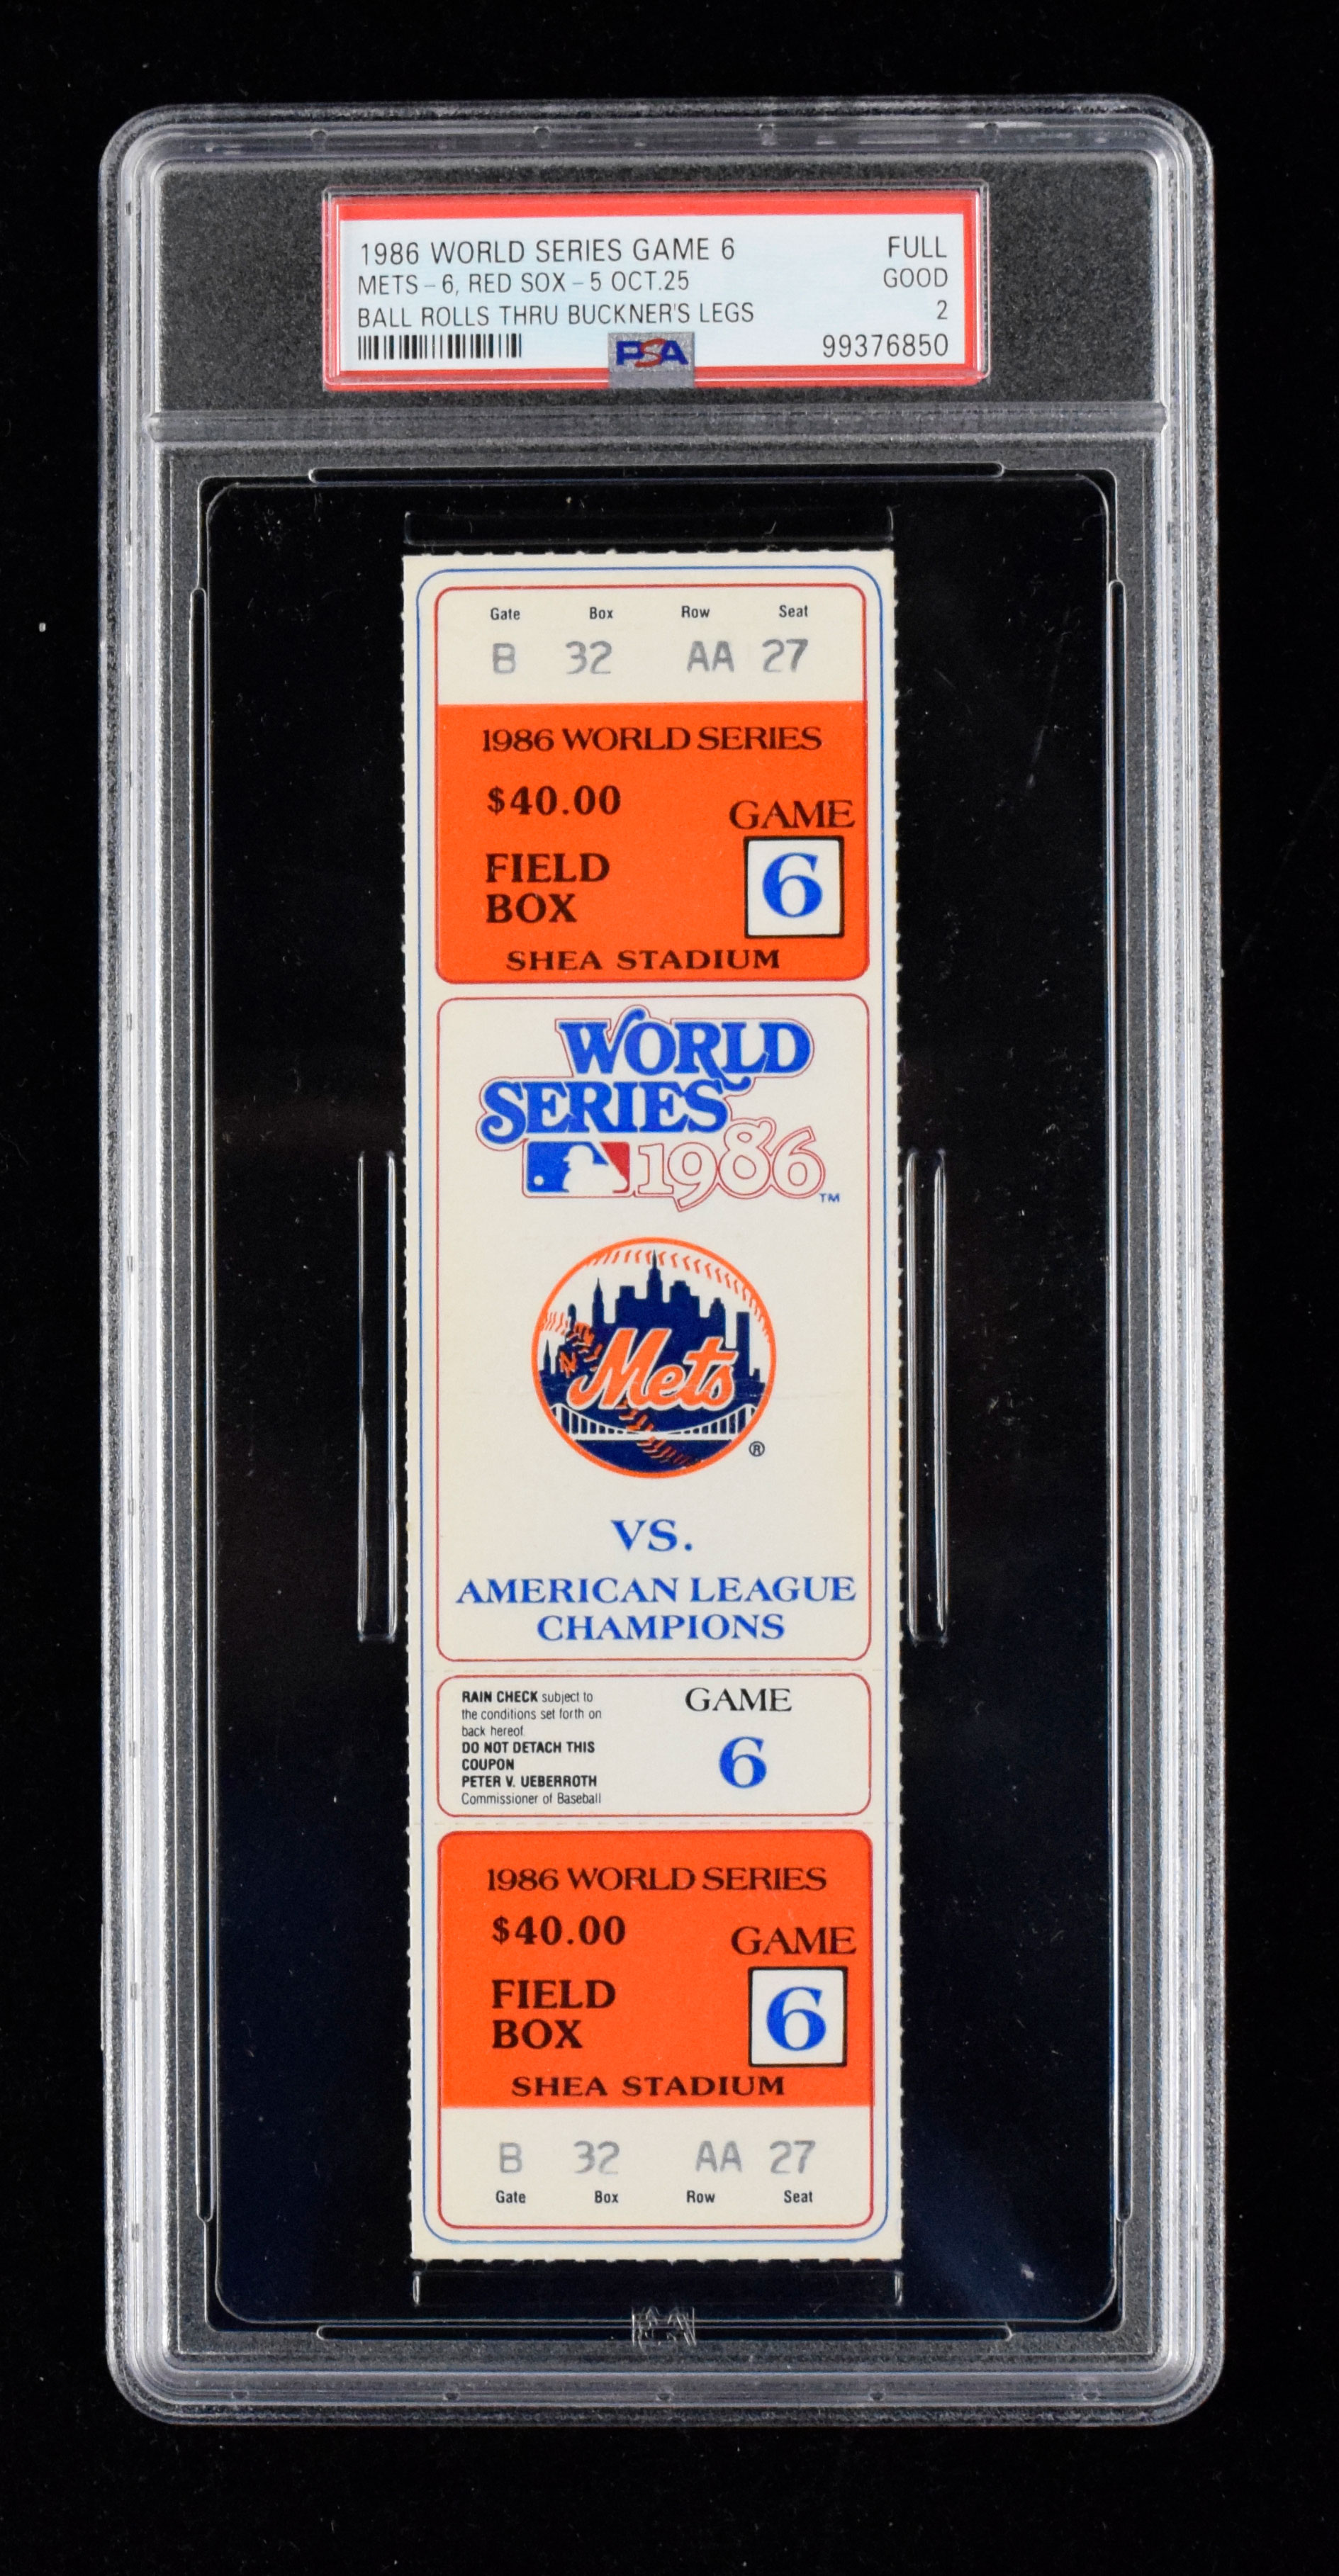 1986 WORLD SERIES GAME 6 FULL
METS - 6, RED SOX - 5 OCT.25 GOOD
BALL ROLLS THRU BUCKNER'S LEGS 2
PSA 99376850
Gate Box Row Seat
B 32 AA 27
1986 WORLD SERIES
$40.00
GAME
6
FIELD
BOX
SHEA STADIUM
WORLD
SERIES
1986 ™
Mets
®
VS.
AMERICAN LEAGUE
CHAMPIONS
RAIN CHECK subject to
the conditions set forth on
back hereof.
DO NOT DETACH THIS
COUPON
PETER V. UEBERROTH
Commissioner of Baseball
GAME
6
1986 WORLD SERIES
$40.00
GAME
6
FIELD
BOX
SHEA STADIUM
B 32 AA 27
Gate Box Row Seat